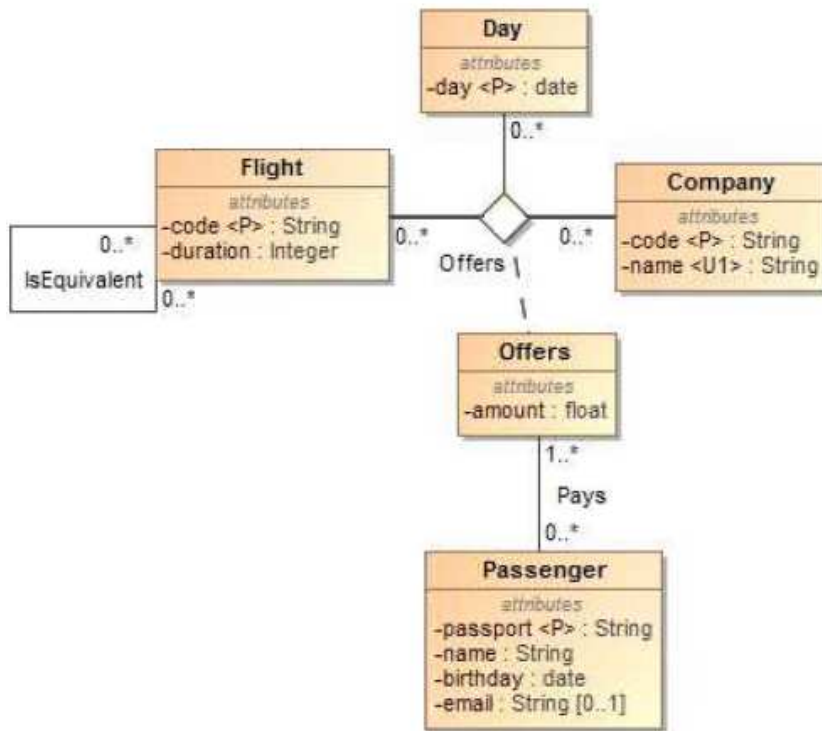 Day
attributes
-day <P> : date
0..*
Flight
attributes
-code <P> : String
-duration : Integer
0..*
IsEquivalent
0..*
0..*
Offers
0..*
Company
attributes
-code <P> : String
-name <U1> : String
Offers
attributes
-amount : float
1..*
Pays
0..*
Passenger
attributes
-passport <P> : String
-name : String
-birthday : date
-email : String [0..1]